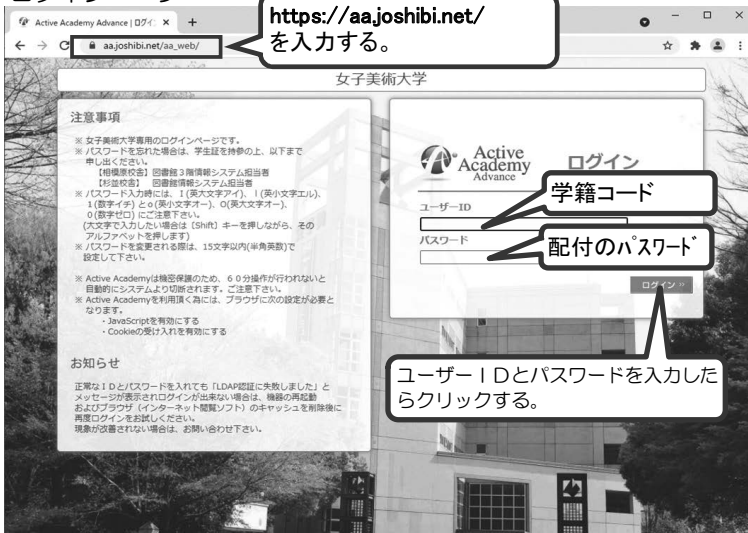 Active Academy Advance | ログイ
https://aa.joshibi.net/
を入力する。
aa.joshibi.net/aa_web/
女子美術大学
注意事項
※ 女子美術大学専用のログインページです。
※ パスワードを忘れた場合は、学生証を持参の上、以下まで
申し出ください。
【相模原校舎】図書館３階情報システム担当者
【杉並校舎】 図書館情報システム担当者
※ パスワード入力時には、I(英大文字アイ)、l(英小文字エル)、
1(数字イチ) とo(英小文字オー)、O(英大文字オー)、
0(数字ゼロ) にご注意下さい。
(大文字で入力したい場合は〔Shift〕キーを押しながら、その
アルファベットを押します)
※ パスワードを変更される際は、15文字以内(半角英数)で
設定して下さい。
※ Active Academyは機密保護のため、６０分操作が行われないと
自動的にシステムより切断されます。ご注意下さい。
※ Active Academyを利用頂く為には、ブラウザに次の設定が必要と
なります。
・JavaScriptを有効にする
・Cookieの受け入れを有効にする
お知らせ
正常なＩＤとパスワードを入れても「LDAP認証に失敗しました」と
メッセージが表示されログインが出来ない場合は、機器の再起動
およびブラウザ（インターネット閲覧ソフト）のキャッシュを削除後に
再度ログインをお試しください。
現象が改善されない場合は、お問い合わせ下さい。
Active
Academy
Advance
ログイン
ユーザーID
学籍コード
パスワード
配付のパスワード
ログイン »
ユーザーＩＤとパスワードを入力した
らクリックする。